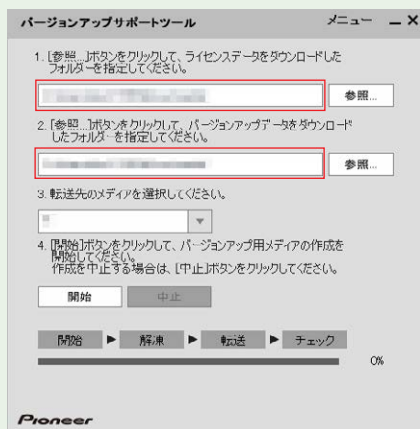 バージョンアップサポートツール メニュー
1. [参照...]ボタンをクリックして、ライセンスデータをダウンロードした
フォルダーを指定してください。
参照...
2. [参照...]ボタンをクリックして、バージョンアップデータをダウンロード
したフォルダーを指定してください。
参照...
3. 転送先のメディアを選択してください。
4. [開始]ボタンをクリックして、バージョンアップ用メディアの作成を
開始してください。
作成を中止する場合は、[中止]ボタンをクリックしてください。
開始 中止
開始 ▶ 解凍 ▶ 転送 ▶ チェック
0%
Pioneer